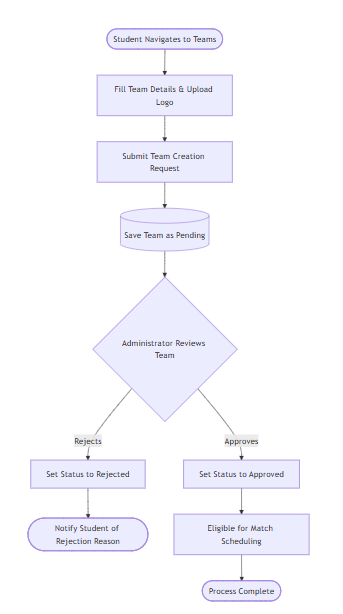 Student Navigates to Teams
Fill Team Details & Upload
Logo
Submit Team Creation
Request
Save Team as Pending
Administrator Reviews
Team
Rejects
Approves
Set Status to Rejected
Set Status to Approved
Notify Student of
Rejection Reason
Eligible for Match
Scheduling
Process Complete